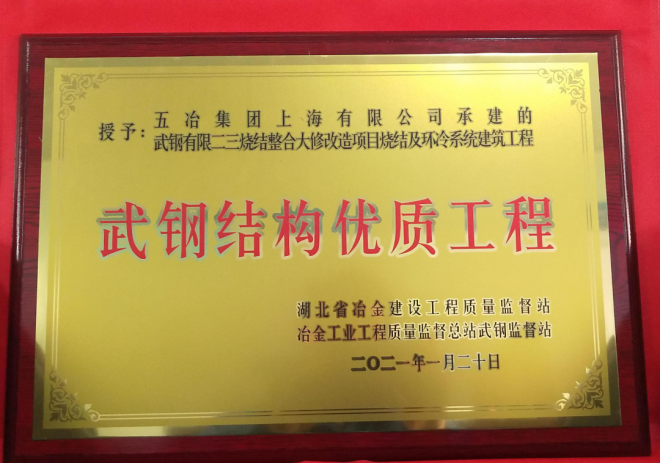 五冶集团上海有限公司承建的
授予：武钢有限二三烧结整合大修改造项目烧结及环冷系统建筑工程
武钢结构优质工程
湖北省冶金建设工程质量监督站
冶金工业工程质量监督总站武钢监督站
二〇二一年一月二十日